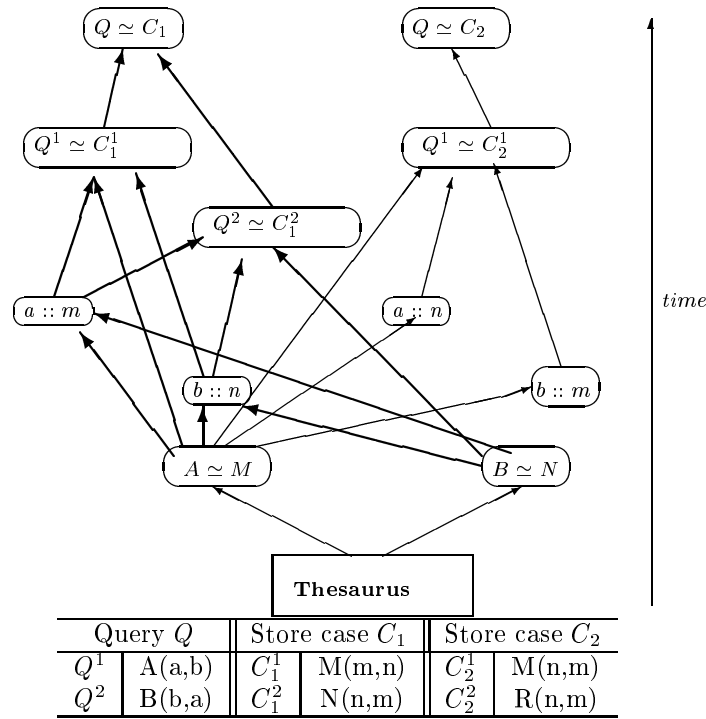 Q ≃ C₁ Q ≃ C₂
Q¹ ≃ C₁¹ Q¹ ≃ C₂¹
Q² ≃ C₁²
time
a :: m a :: n
b :: n b :: m
A ≃ M B ≃ N
Thesaurus
Query Q Store case C₁ Store case C₂
Q¹ A(a,b) C₁¹ M(m,n) C₂¹ M(n,m)
Q² B(b,a) C₁² N(n,m) C₂² R(n,m)